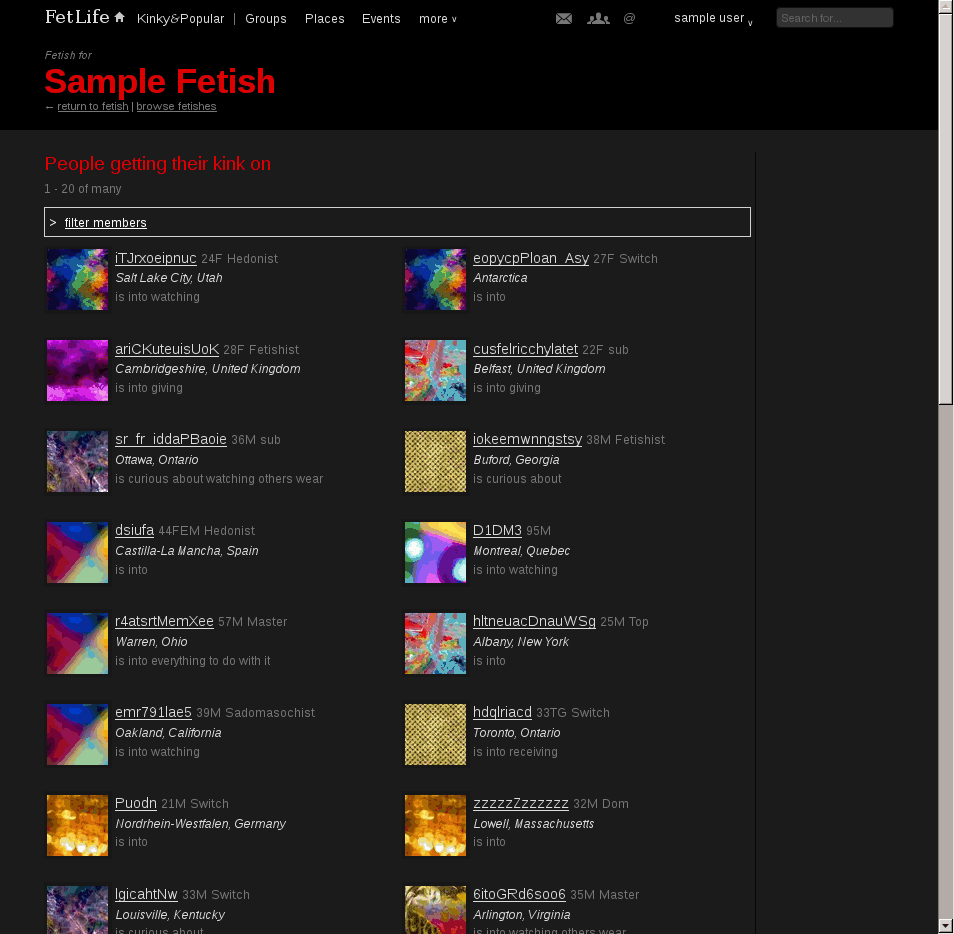 FetLife Kinky&Popular | Groups Places Events more v @ sample user v Search for...
Fetish for
Sample Fetish
← return to fetish | browse fetishes
People getting their kink on
1 - 20 of many
> filter members
iTJrxoeipnuc 24F Hedonist
Salt Lake City, Utah
is into watching
eopycpPloan_Asy 27F Switch
Antarctica
is into
ariCKuteuisUoK 28F Fetishist
Cambridgeshire, United Kingdom
is into giving
cusfelricchylatet 22F sub
Belfast, United Kingdom
is into giving
sr_fr_iddaPBaoie 36M sub
Ottawa, Ontario
is curious about watching others wear
iokeemwnngstsy 38M Fetishist
Buford, Georgia
is curious about
dsiufa 44FEM Hedonist
Castilla-La Mancha, Spain
is into
D1DM3 95M
Montreal, Quebec
is into watching
r4atsrtMemXee 57M Master
Warren, Ohio
is into everything to do with it
hltneuacDnauWSg 25M Top
Albany, New York
is into
emr791lae5 39M Sadomasochist
Oakland, California
is into watching
hdqlriacd 33TG Switch
Toronto, Ontario
is into receiving
Puodn 21M Switch
Nordrhein-Westfalen, Germany
is into
zzzzzZzzzzzz 32M Dom
Lowell, Massachusetts
is into
lgicahtNw 33M Switch
Louisville, Kentucky
is curious about
6itoGRd6soo6 35M Master
Arlington, Virginia
is into watching others wear